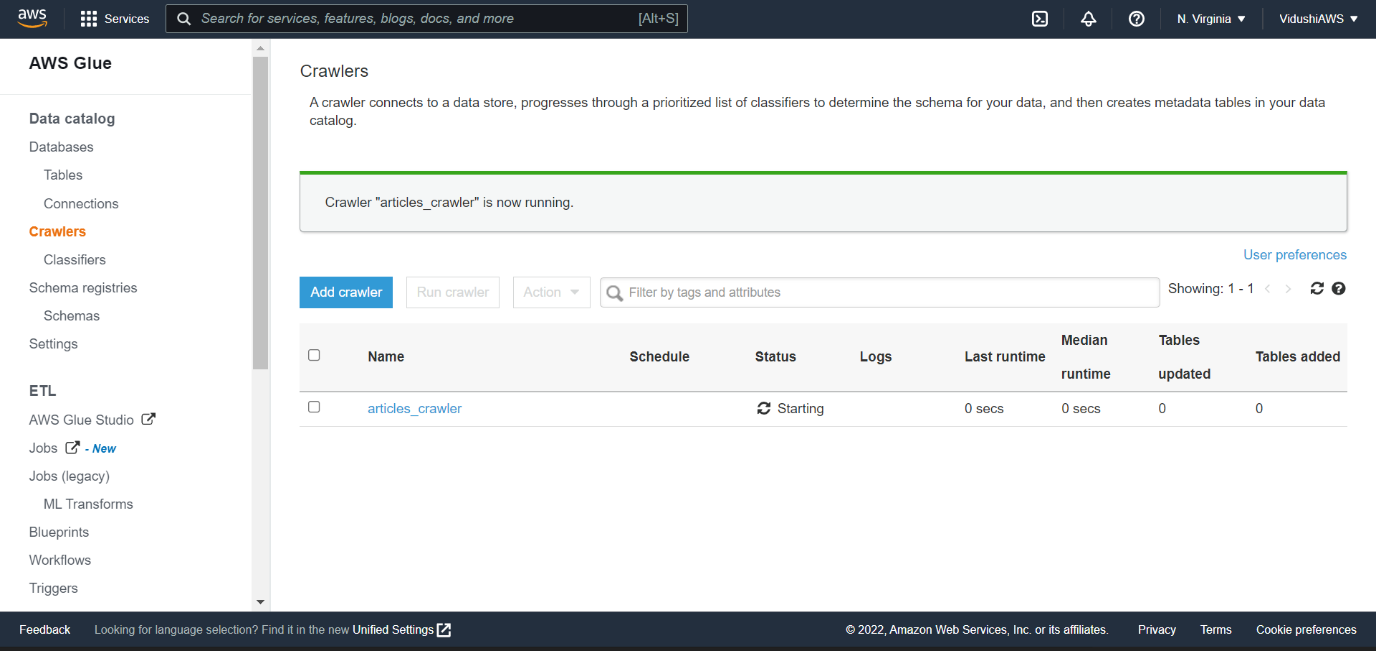 aws
Services
Search for services, features, blogs, docs, and more
[Alt+S]
N. Virginia
VidushiAWS
AWS Glue
Data catalog
Databases
Tables
Connections
Crawlers
Classifiers
Schema registries
Schemas
Settings
ETL
AWS Glue Studio
Jobs - New
Jobs (legacy)
ML Transforms
Blueprints
Workflows
Triggers
Crawlers
A crawler connects to a data store, progresses through a prioritized list of classifiers to determine the schema for your data, and then creates metadata tables in your data
catalog.
Crawler "articles_crawler" is now running.
User preferences
Add crawler
Run crawler
Action
Filter by tags and attributes
Showing: 1 - 1
Name
Schedule
Status
Logs
Last runtime
Median
runtime
Tables
updated
Tables added
articles_crawler
Starting
0 secs
0 secs
0
0
Feedback
Looking for language selection? Find it in the new Unified Settings
© 2022, Amazon Web Services, Inc. or its affiliates.
Privacy
Terms
Cookie preferences